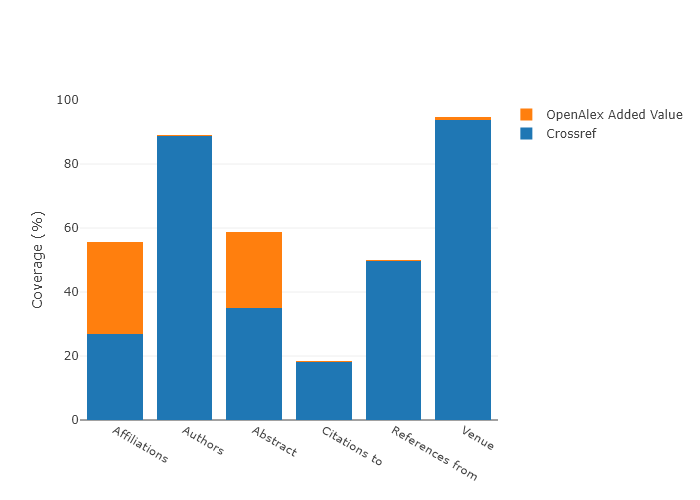 100
80
60
40
20
0
Coverage (%)
Affiliations
Authors
Abstract
Citations to
References from
Venue
OpenAlex Added Value
Crossref